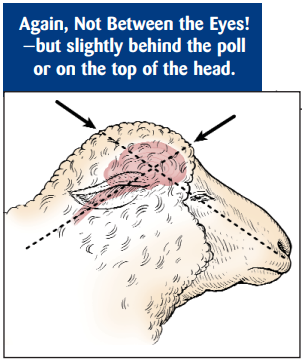 Again, Not Between the Eyes!
—but slightly behind the poll
or on the top of the head.